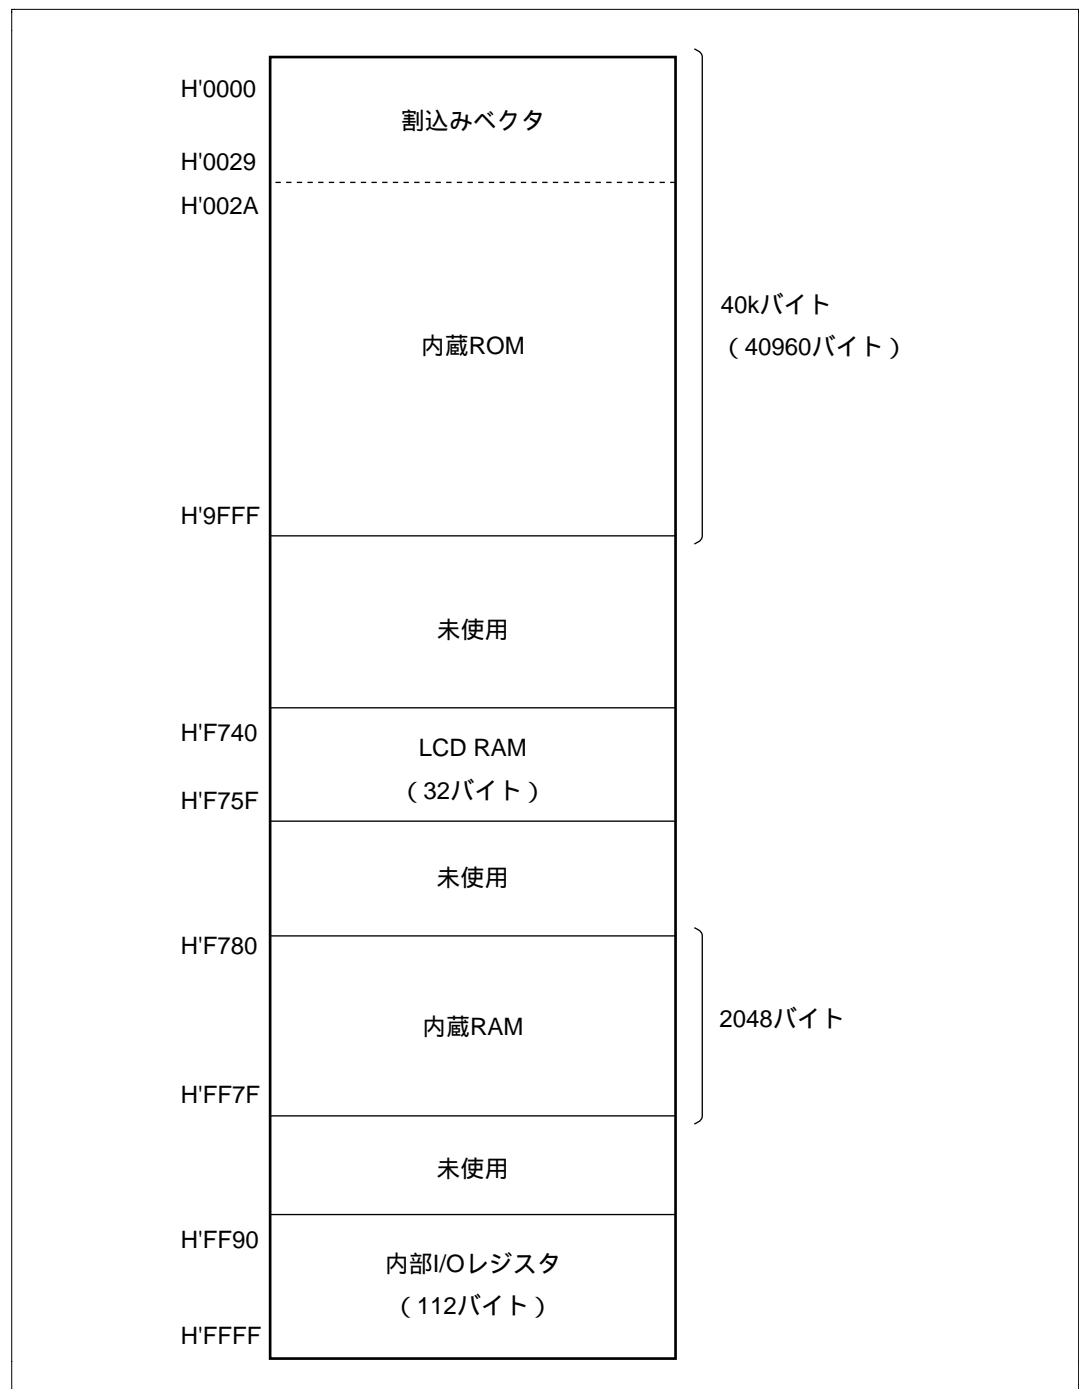 H'0000
割込みベクタ
H'0029
H'002A
40kバイト
（40960バイト）
内蔵ROM
H'9FFF
未使用
H'F740
LCD RAM
（32バイト）
H'F75F
未使用
H'F780
内蔵RAM
2048バイト
H'FF7F
未使用
H'FF90
内部I/Oレジスタ
（112バイト）
H'FFFF